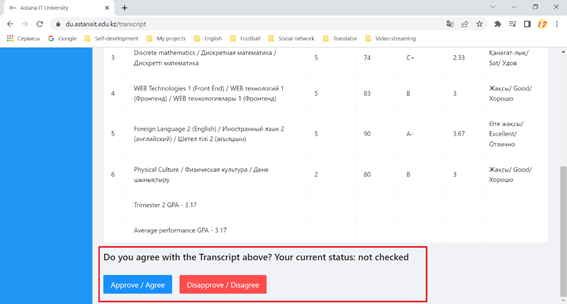 Astana IT University
du.astanait.edu.kz/transcript
Сервисы Google Self-development My projects English Football Social network Translator Video streaming
3 Discrete mathematics / Дискретная математика / 5 74 C+ 2.33 Қанағат-лық/
Дискретті математика Sat/ Удов
4 WEB Technologies 1 (Front End) / WEB технологий 1 5 83 B 3 Жақсы/ Good/
(Фронтенд) / WEB технологиялары 1 (Фронтенд) Хорошо
5 Foreign Language 2 (English) / Иностранный язык 2 5 90 A- 3.67 Өте жақсы/
(английский) / Шетел тілі 2 (ағылшын) Excellent/
Отлично
6 Physical Culture / Физическая культура / Дене 2 80 B 3 Жақсы/ Good/
шынықтыру Хорошо
Trimester 2 GPA - 3.17
Average performance GPA - 3.17
Do you agree with the Transcript above? Your current status: not checked
Approve / Agree Disapprove / Disagree